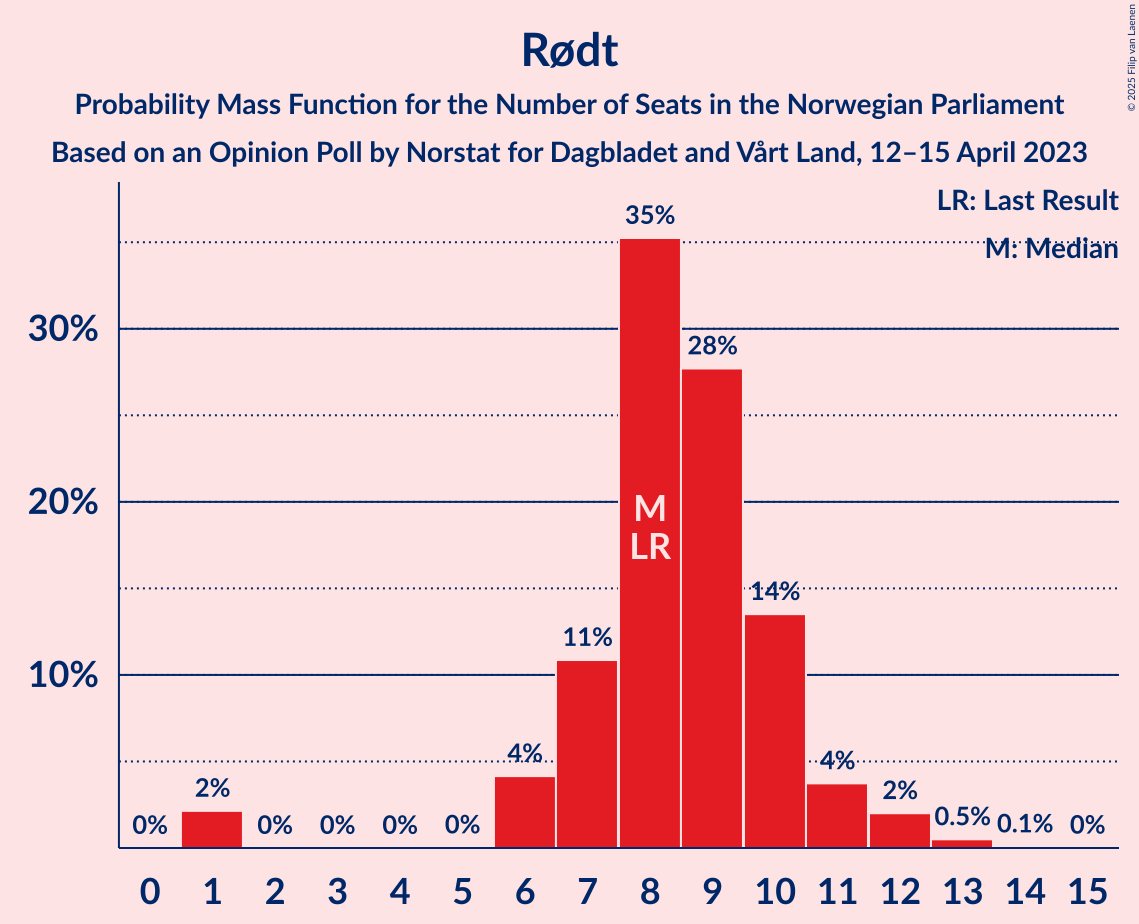 Rødt
Probability Mass Function for the Number of Seats in the Norwegian Parliament
Based on an Opinion Poll by Norstat for Dagbladet and Vårt Land, 12–15 April 2023
© 2025 Filip van Laenen
LR: Last Result
M: Median
30%
20%
10%
0%
2%
0%
0%
0%
0%
4%
11%
35%
28%
14%
4%
2%
0.5%
0.1%
0%
M
LR
0 1 2 3 4 5 6 7 8 9 10 11 12 13 14 15